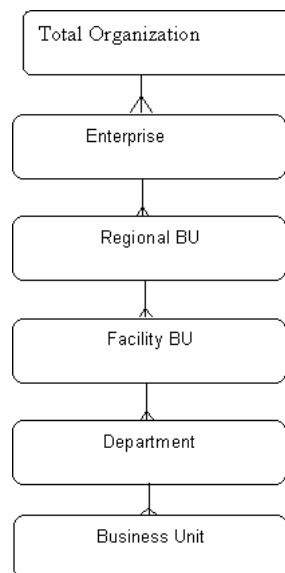 Total Organization
Enterprise
Regional BU
Facility BU
Department
Business Unit